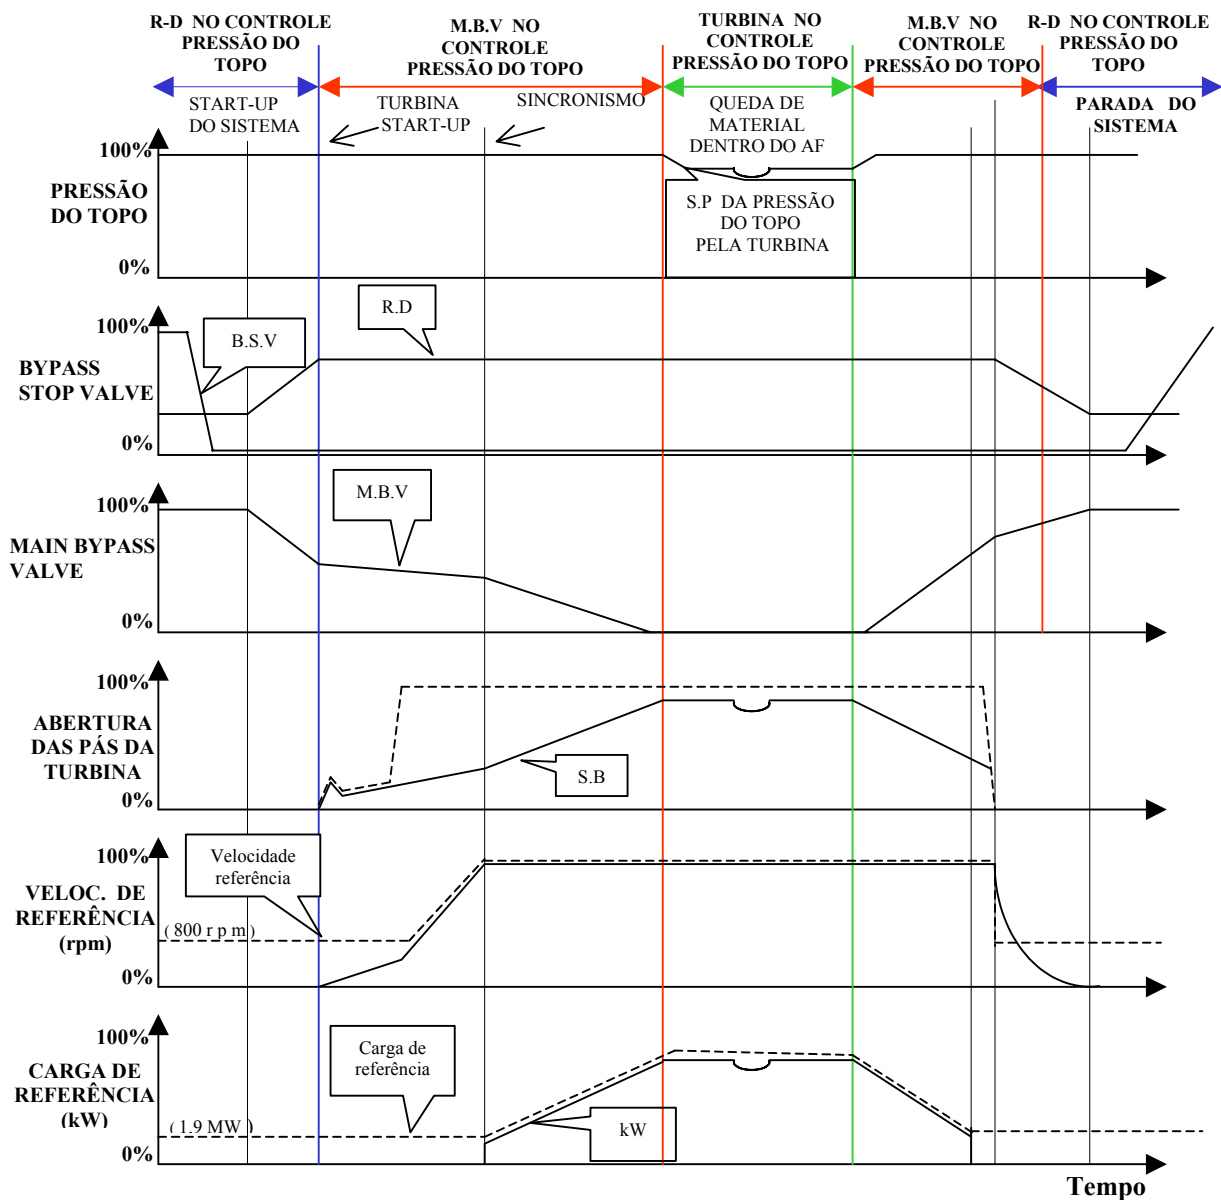 R-D NO CONTROLE
PRESSÃO DO
TOPO
M.B.V NO
CONTROLE
PRESSÃO DO TOPO
TURBINA NO
CONTROLE
PRESSÃO DO TOPO
M.B.V NO
CONTROLE
PRESSÃO DO TOPO
R-D NO CONTROLE
PRESSÃO DO
TOPO
START-UP
DO SISTEMA
TURBINA
START-UP
SINCRONISMO
QUEDA DE
MATERIAL
DENTRO DO AF
PARADA DO
SISTEMA
100%
PRESSÃO
DO TOPO
0%
S.P DA PRESSÃO
DO TOPO
PELA TURBINA
100%
B.S.V
R.D
BYPASS
STOP VALVE
0%
100%
M.B.V
MAIN BYPASS
VALVE
0%
100%
ABERTURA
DAS PÁS DA
TURBINA
S.B
0%
100%
Velocidade
referência
VELOC. DE
REFERÊNCIA
(rpm)
( 800 r p m )
0%
100%
Carga de
referência
CARGA DE
REFERÊNCIA
(kW)
( 1.9 MW )
kW
0%
Tempo